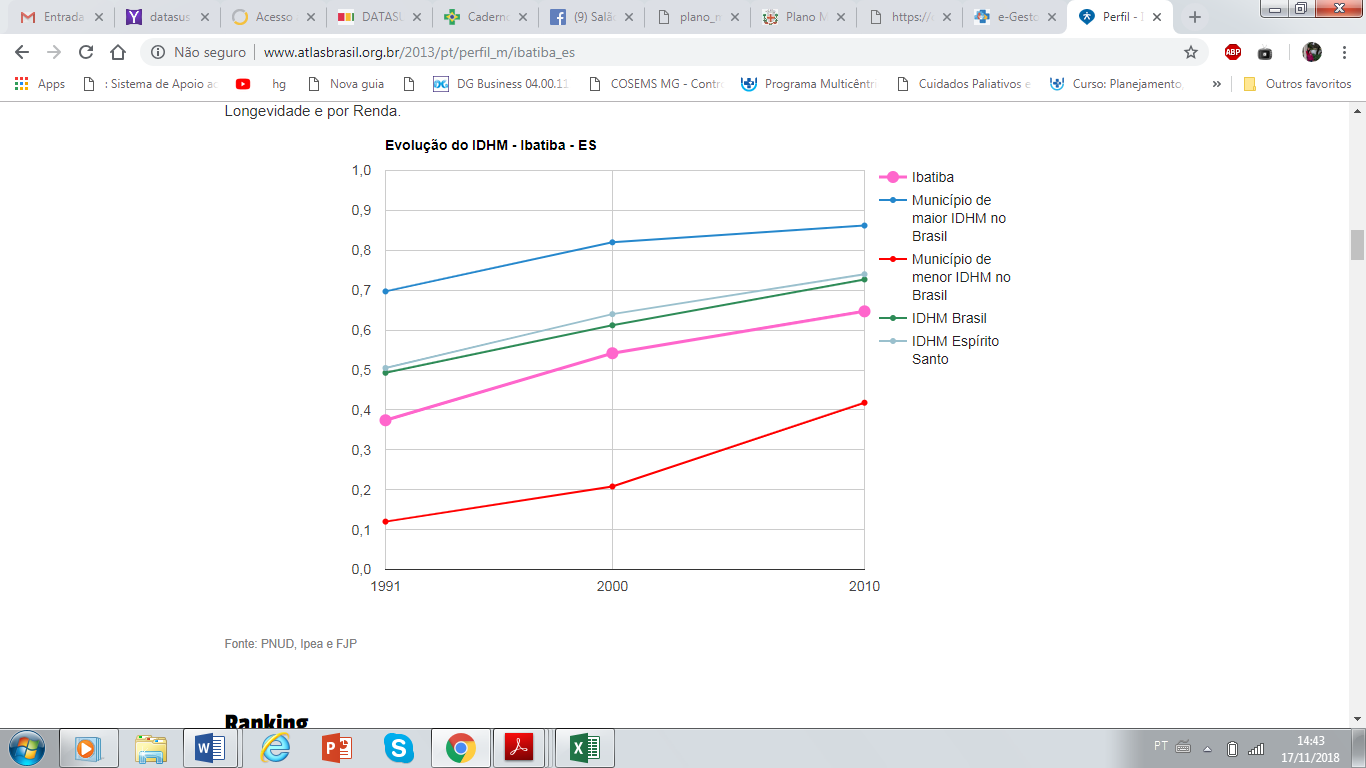 Entrada
datasus
Acesso
DATASU
Caderno
(9) Salã
plano_n
Plano M
https://
e-Gesto
Perfil - I
Não seguro
www.atlasbrasil.org.br/2013/pt/perfil_m/ibatiba_es
Apps
: Sistema de Apoio ao
hg
Nova guia
DG Business 04.00.11
COSEMS MG - Contr
Programa Multicêntri
Cuidados Paliativos e
Curso: Planejamento,
»
Outros favoritos
ABP
Longevidade e por Renda.
Evolução do IDHM - Ibatiba - ES
1,0
0,9
0,8
0,7
0,6
0,5
0,4
0,3
0,2
0,1
0,0
1991
2000
2010
Ibatiba
Município de
maior IDHM no
Brasil
Município de
menor IDHM no
Brasil
IDHM Brasil
IDHM Espírito
Santo
Fonte: PNUD, Ipea e FJP
Ranking
PT
14:43
17/11/2018